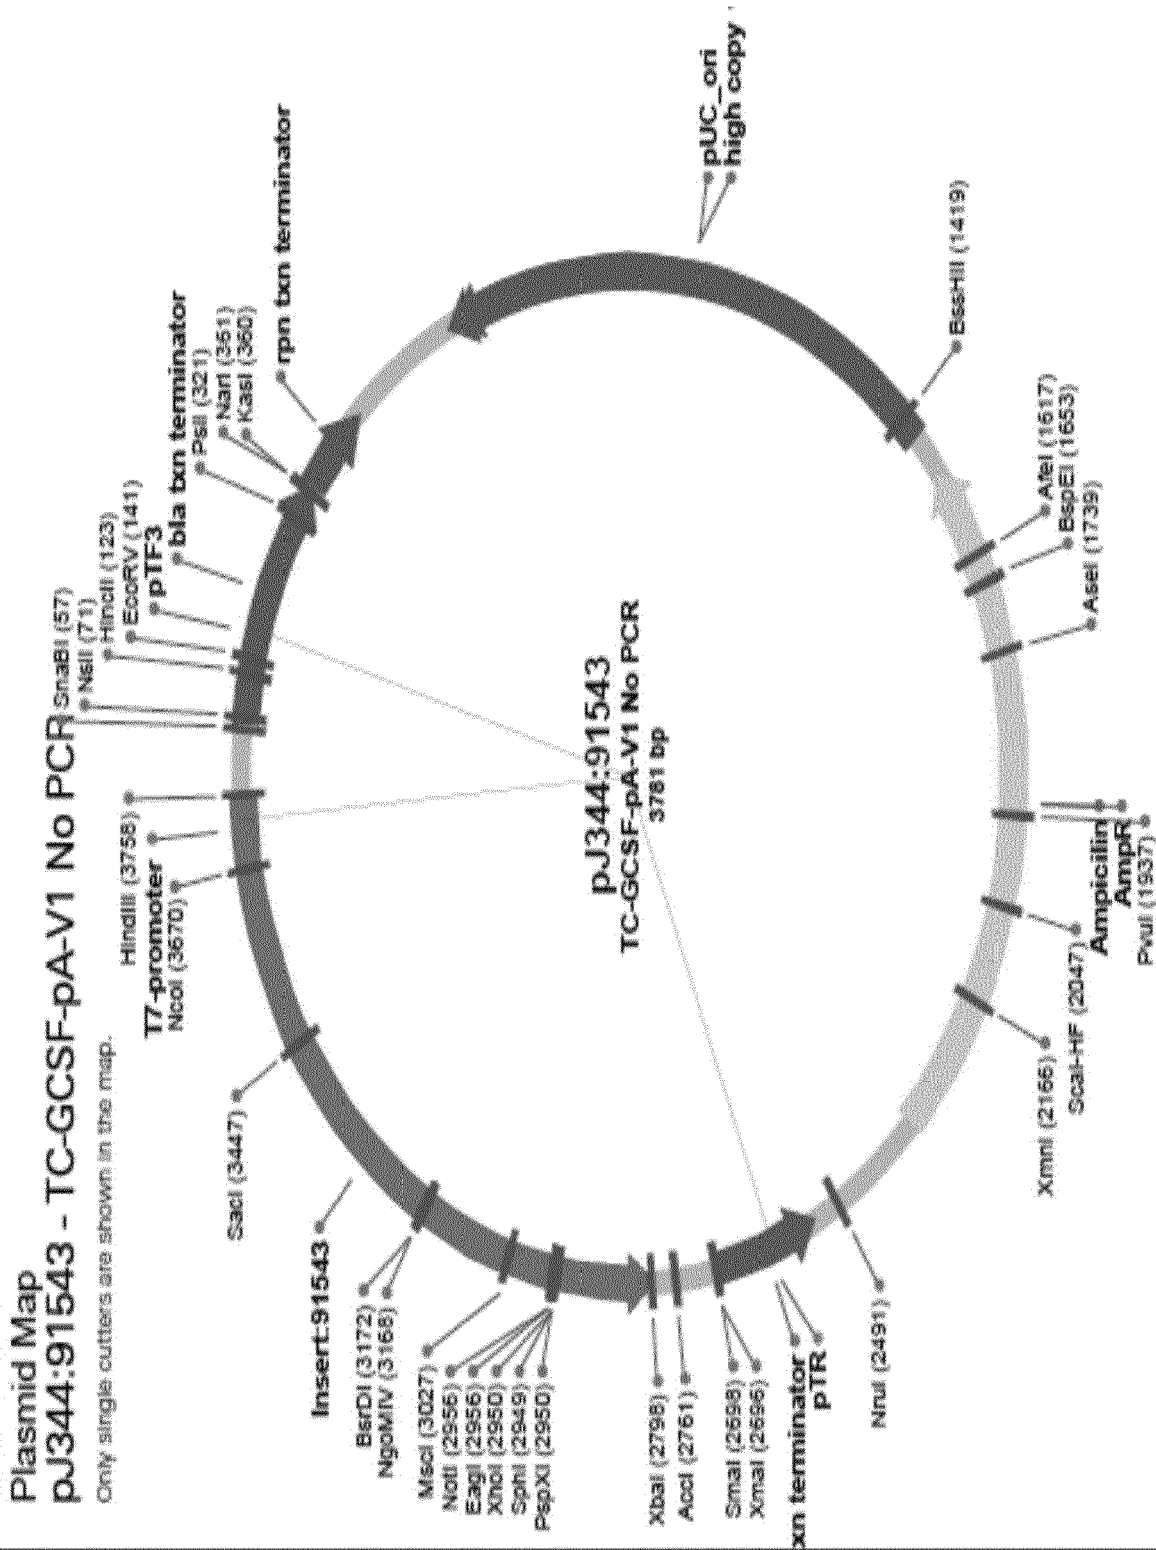 Plasmid Map
pJ344:91543 - TC-GCSF-pA-V1 No PCR
Only single cutters are shown in the map.
SnaBI (57)
NsiI (71)
HincII (123)
EcoRV (141)
pTF3
bla txn terminator
PsiI (321)
NarI (361)
KasI (360)
rpn txn terminator
pUC_ori
high copy
BssHII (1419)
AfeI (1617)
BspEI (1653)
AseI (1739)
Ampicilin
AmpR
PvuI (1937)
ScaI-HF (2047)
XmnI (2166)
NruI (2491)
xn terminator
pTR
SmaI (2698)
XmaI (2696)
AccI (2761)
XbaI (2798)
NotI (2955)
EagI (2956)
XhoI (2950)
SphI (2949)
PspXI (2950)
MscI (3027)
BsrDI (3172)
NgoMIV (3168)
Insert:91543
SacI (3447)
T7-promoter
NcoI (3670)
HindIII (3758)
pJ344:91543
TC-GCSF-pA-V1 No PCR
3781 bp